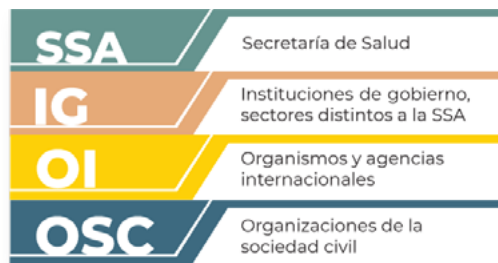 SSA
Secretaría de Salud
IG
Instituciones de gobierno,
sectores distintos a la SSA
OI
Organismos y agencias
internacionales
OSC
Organizaciones de la
sociedad civil